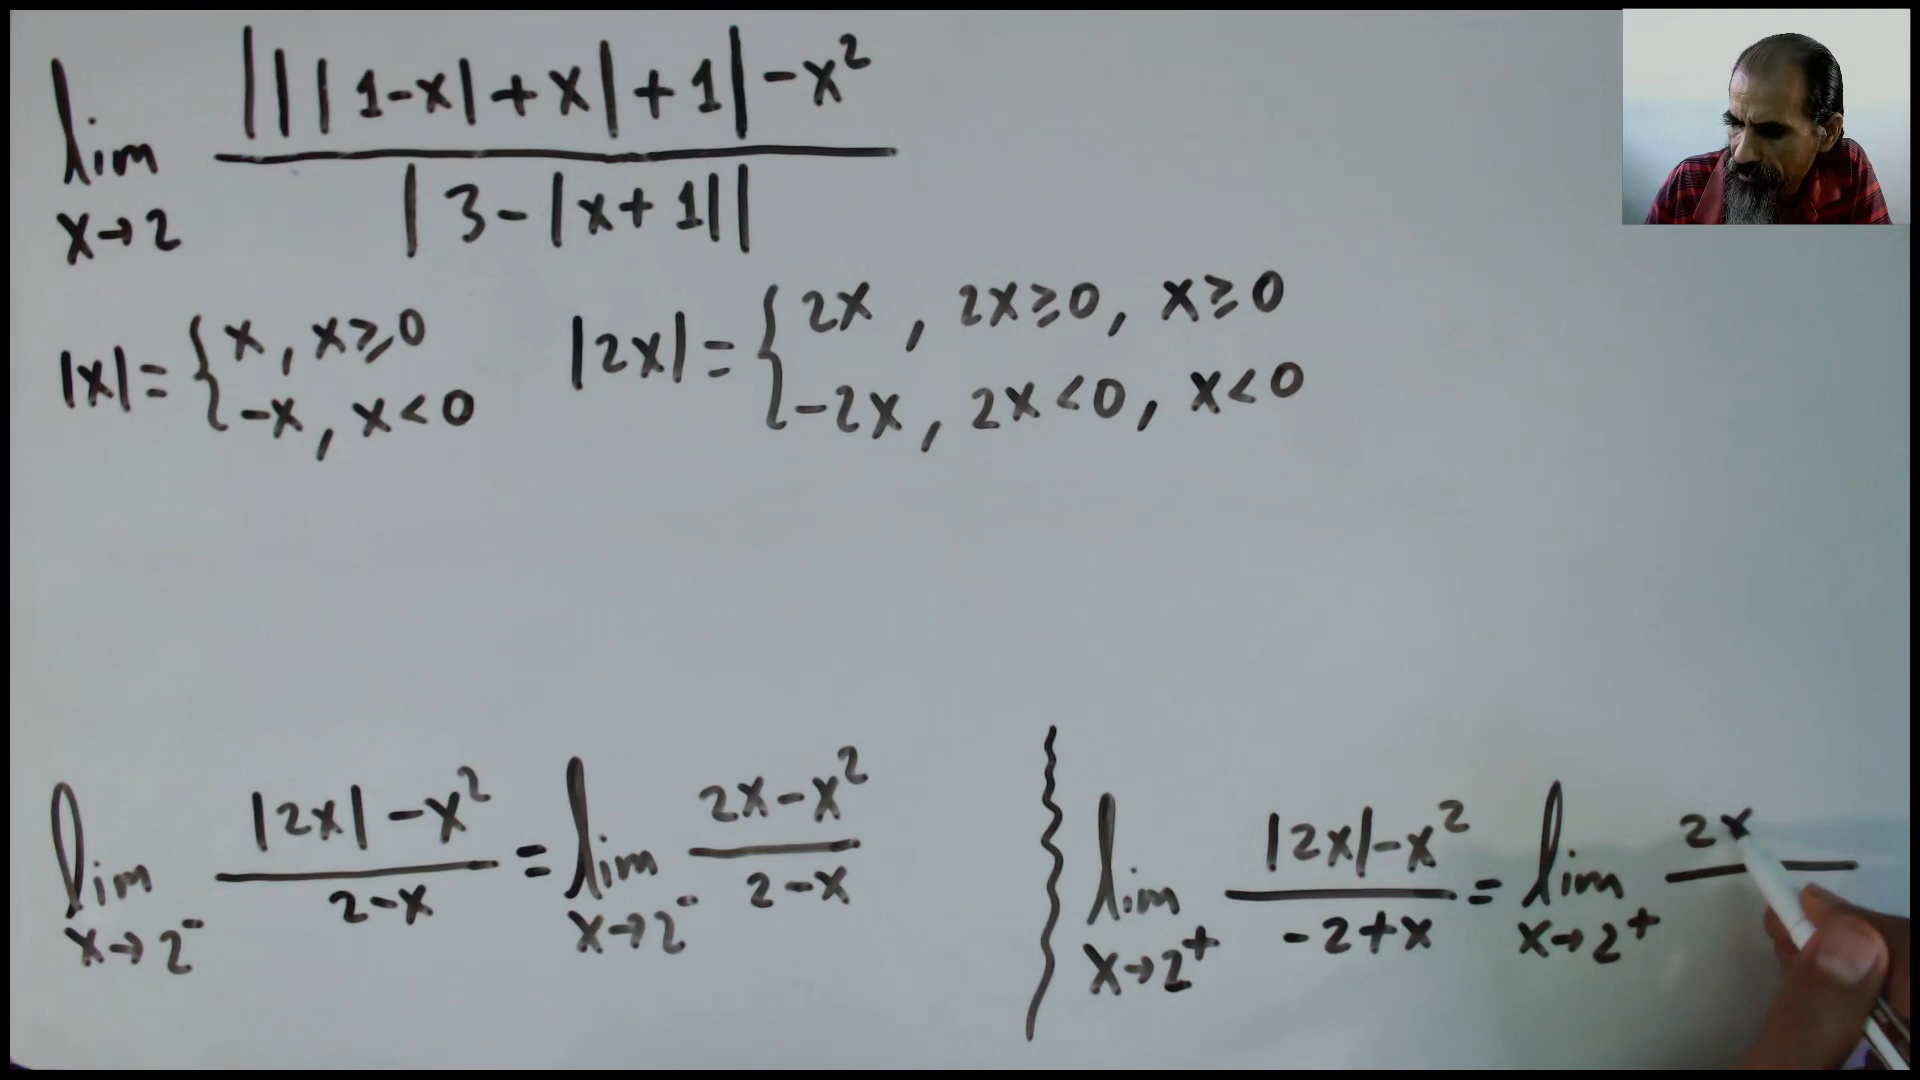 lim x→2 ||||1-x|+x|+1|-x² / |3-|x+1||
|x| = { x, x≥0
-x, x<0
|2x| = { 2x, 2x≥0, x≥0
-2x, 2x<0, x<0
lim x→2⁻ |2x|-x² / 2-x = lim x→2⁻ 2x-x² / 2-x
lim x→2⁺ |2x|-x² / -2+x = lim x→2⁺ 2x